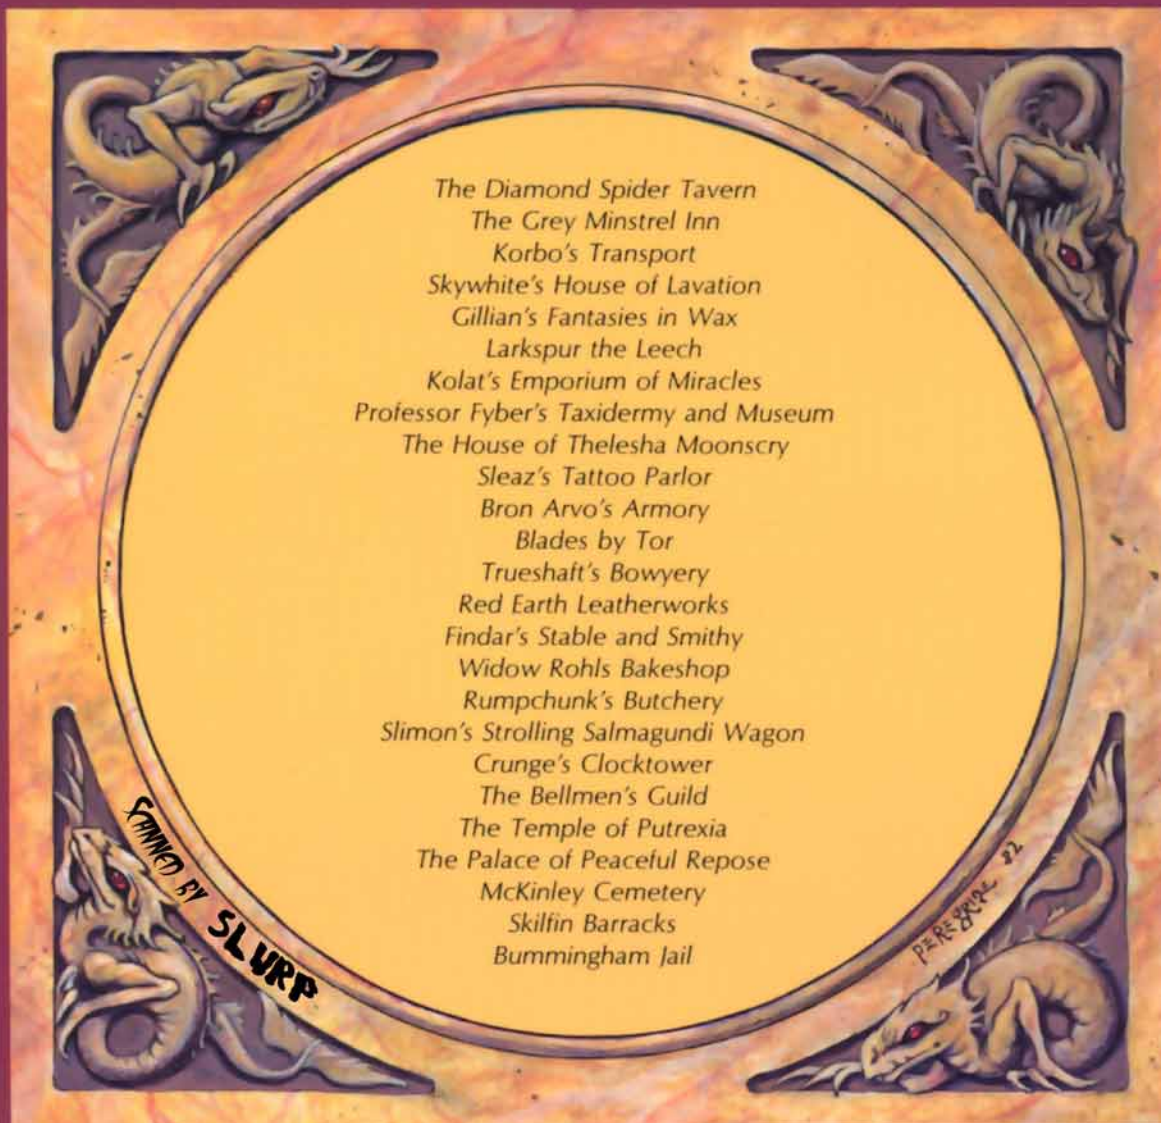 The Diamond Spider Tavern
The Grey Minstrel Inn
Korbo's Transport
Skywhite's House of Lavation
Gillian's Fantasies in Wax
Larkspur the Leech
Kolat's Emporium of Miracles
Professor Fyber's Taxidermy and Museum
The House of Thelesha Moonscry
Sleaz's Tattoo Parlor
Bron Arvo's Armory
Blades by Tor
Trueshaft's Bowyery
Red Earth Leatherworks
Findar's Stable and Smithy
Widow Rohls Bakeshop
Rumpchunk's Butchery
Slimon's Strolling Salmagundi Wagon
Crunge's Clocktower
The Bellmen's Guild
The Temple of Putrexia
The Palace of Peaceful Repose
McKinley Cemetery
Skilfin Barracks
Bummingham Jail
SCANNED BY SLURP
PEREGRINE 82